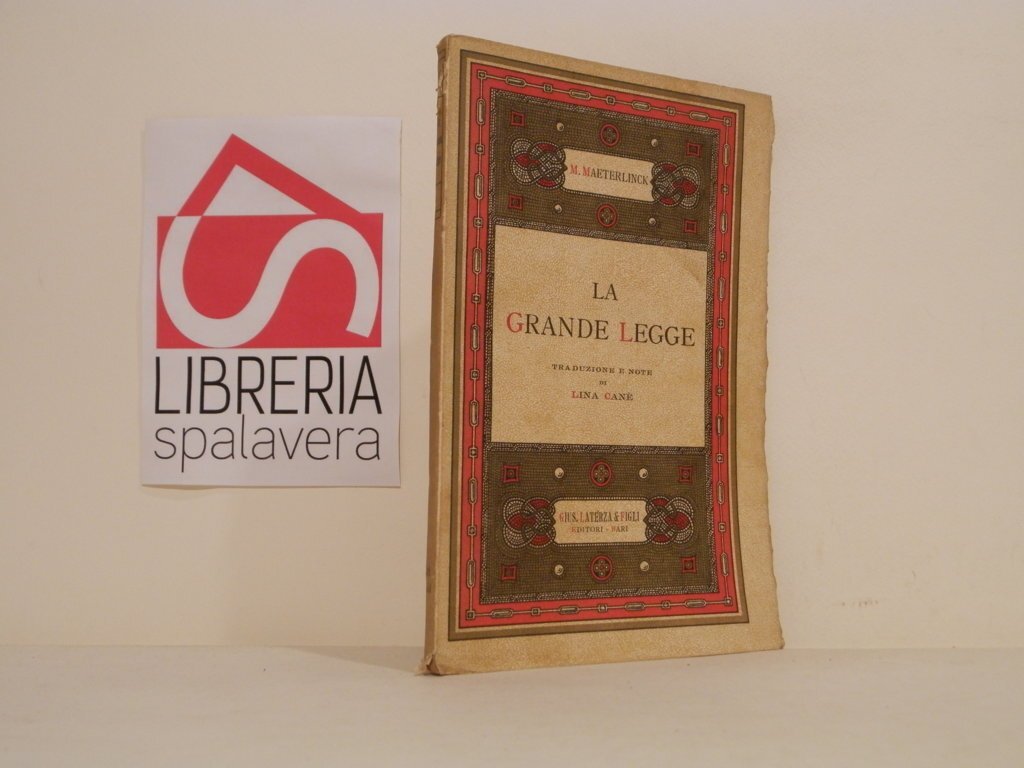 LIBRERIA
spalavera
M. MAETERLINCK
LA
GRANDE LEGGE
TRADUZIONE E NOTE
DI
LINA CANÈ
GIUS. LATERZA & FIGLI
EDITORI - BARI